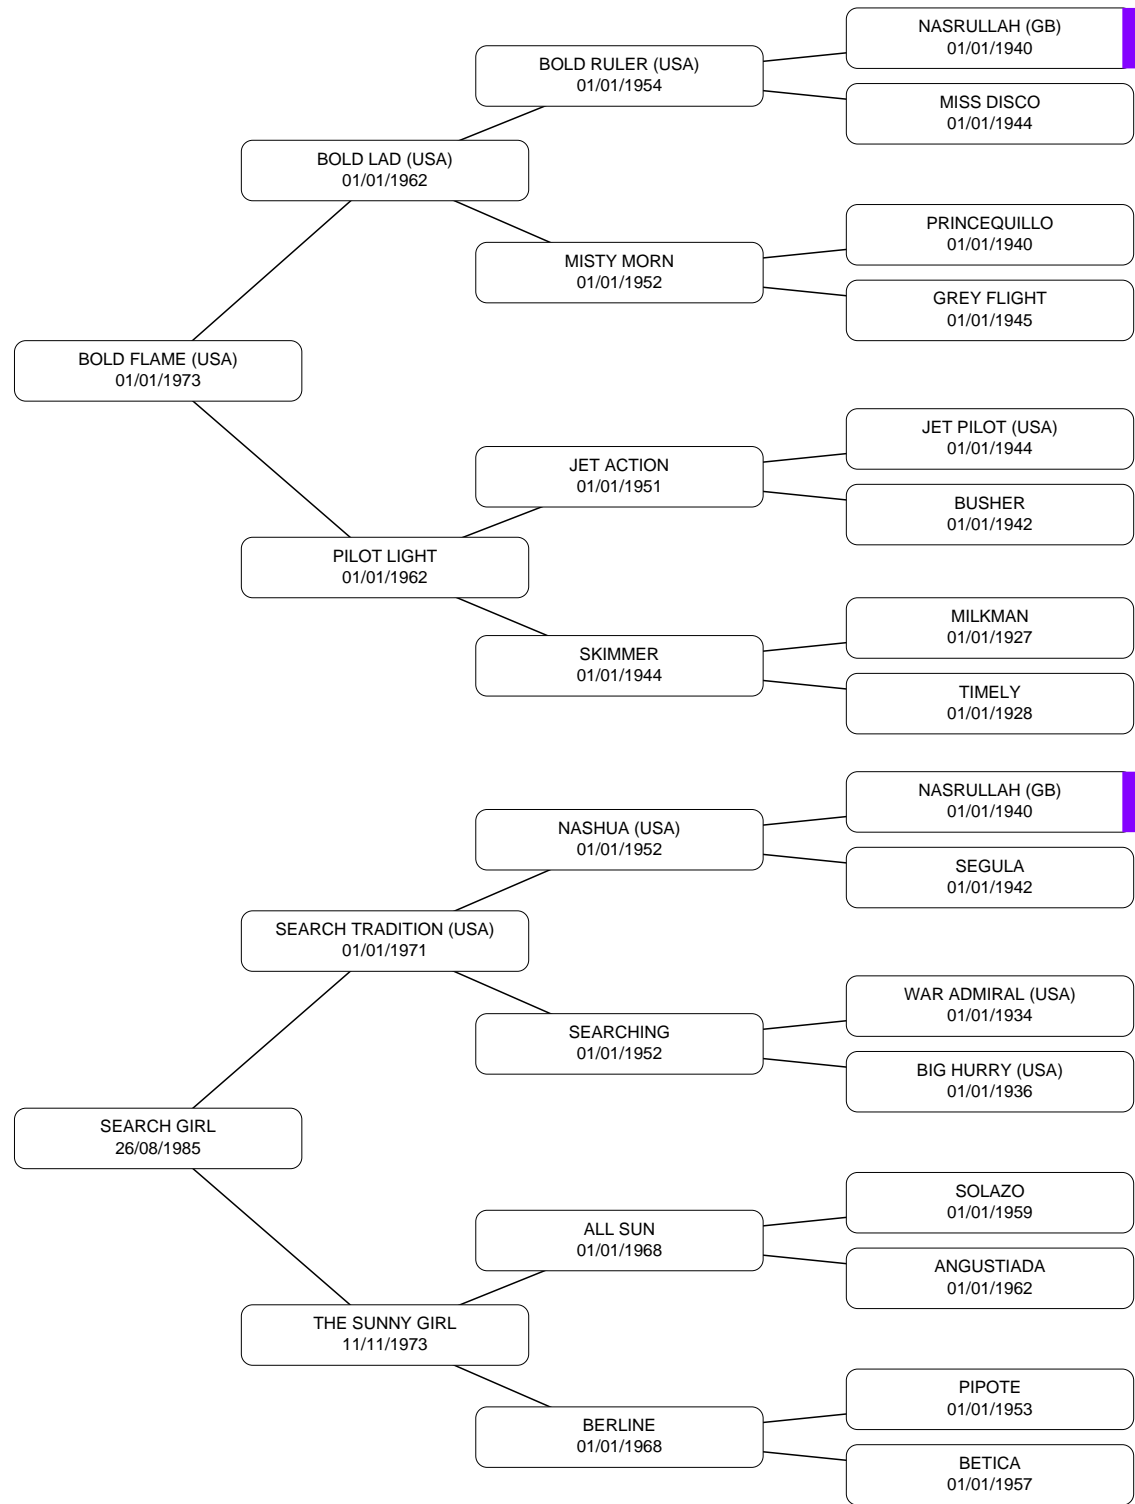 NASRULLAH (GB)
01/01/1940
BOLD RULER (USA)
01/01/1954
MISS DISCO
01/01/1944
BOLD LAD (USA)
01/01/1962
PRINCEQUILLO
01/01/1940
MISTY MORN
01/01/1952
GREY FLIGHT
01/01/1945
BOLD FLAME (USA)
01/01/1973
JET PILOT (USA)
01/01/1944
JET ACTION
01/01/1951
BUSHER
01/01/1942
PILOT LIGHT
01/01/1962
MILKMAN
01/01/1927
SKIMMER
01/01/1944
TIMELY
01/01/1928
NASRULLAH (GB)
01/01/1940
NASHUA (USA)
01/01/1952
SEGULA
01/01/1942
SEARCH TRADITION (USA)
01/01/1971
WAR ADMIRAL (USA)
01/01/1934
SEARCHING
01/01/1952
BIG HURRY (USA)
01/01/1936
SEARCH GIRL
26/08/1985
SOLAZO
01/01/1959
ALL SUN
01/01/1968
ANGUSTIADA
01/01/1962
THE SUNNY GIRL
11/11/1973
PIPOTE
01/01/1953
BERLINE
01/01/1968
BETICA
01/01/1957